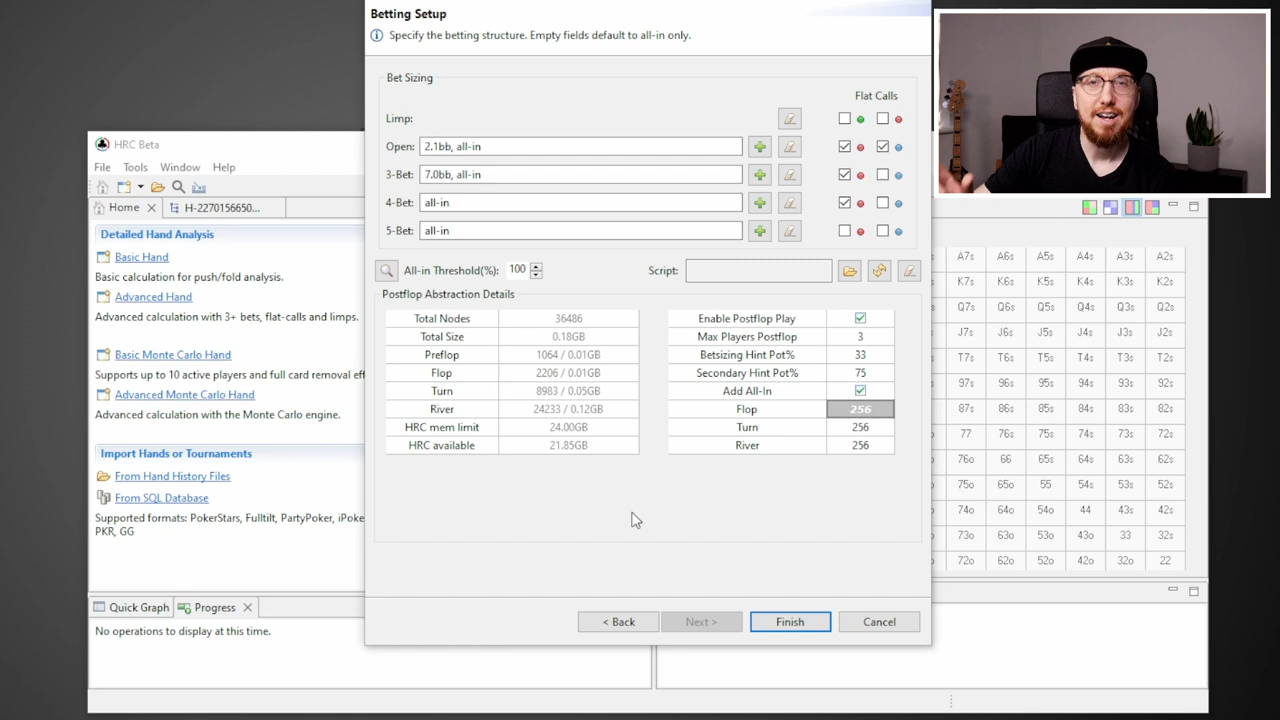 Betting Setup
Specify the betting structure. Empty fields default to all-in only.
Bet Sizing
Flat Calls
Limp:
Open: 2.1bb, all-in
3-Bet: 7.0bb, all-in
4-Bet: all-in
5-Bet: all-in
All-in Threshold(%): 100 Script:
Postflop Abstraction Details
Total Nodes 36486 Enable Postflop Play
Total Size 0.18GB Max Players Postflop 3
Preflop 1064 / 0.01GB Betsizing Hint Pot% 33
Flop 2206 / 0.01GB Secondary Hint Pot% 75
Turn 8983 / 0.05GB Add All-In
River 24233 / 0.12GB Flop 256
HRC mem limit 24.00GB Turn 256
HRC available 21.85GB River 256
< Back Next > Finish Cancel
HRC Beta
File Tools Window Help
Home H-2270156650...
Detailed Hand Analysis
Basic Hand
Basic calculation for push/fold analysis.
Advanced Hand
Advanced calculation with 3+ bets, flat-calls and limps.
Basic Monte Carlo Hand
Supports up to 10 active players and full card removal ef
Advanced Monte Carlo Hand
Advanced calculation with the Monte Carlo engine.
Import Hands or Tournaments
From Hand History Files
From SQL Database
Supported formats: PokerStars, Fulltilt, PartyPoker, iPoke
PKR, GG
Quick Graph Progress
No operations to display at this time.
A7s A6s A5s A4s A3s A2s
K7s K6s K5s K4s K3s K2s
Q7s Q6s Q5s Q4s Q3s Q2s
J7s J6s J5s J4s J3s J2s
T7s T6s T5s T4s T3s T2s
97s 96s 95s 94s 93s 92s
87s 86s 85s 84s 83s 82s
77 76s 75s 74s 73s 72s
76o 66 65s 64s 63s 62s
75o 65o 55 54s 53s 52s
74o 64o 54o 44 43s 42s
73o 63o 53o 43o 33 32s
72o 62o 52o 42o 32o 22